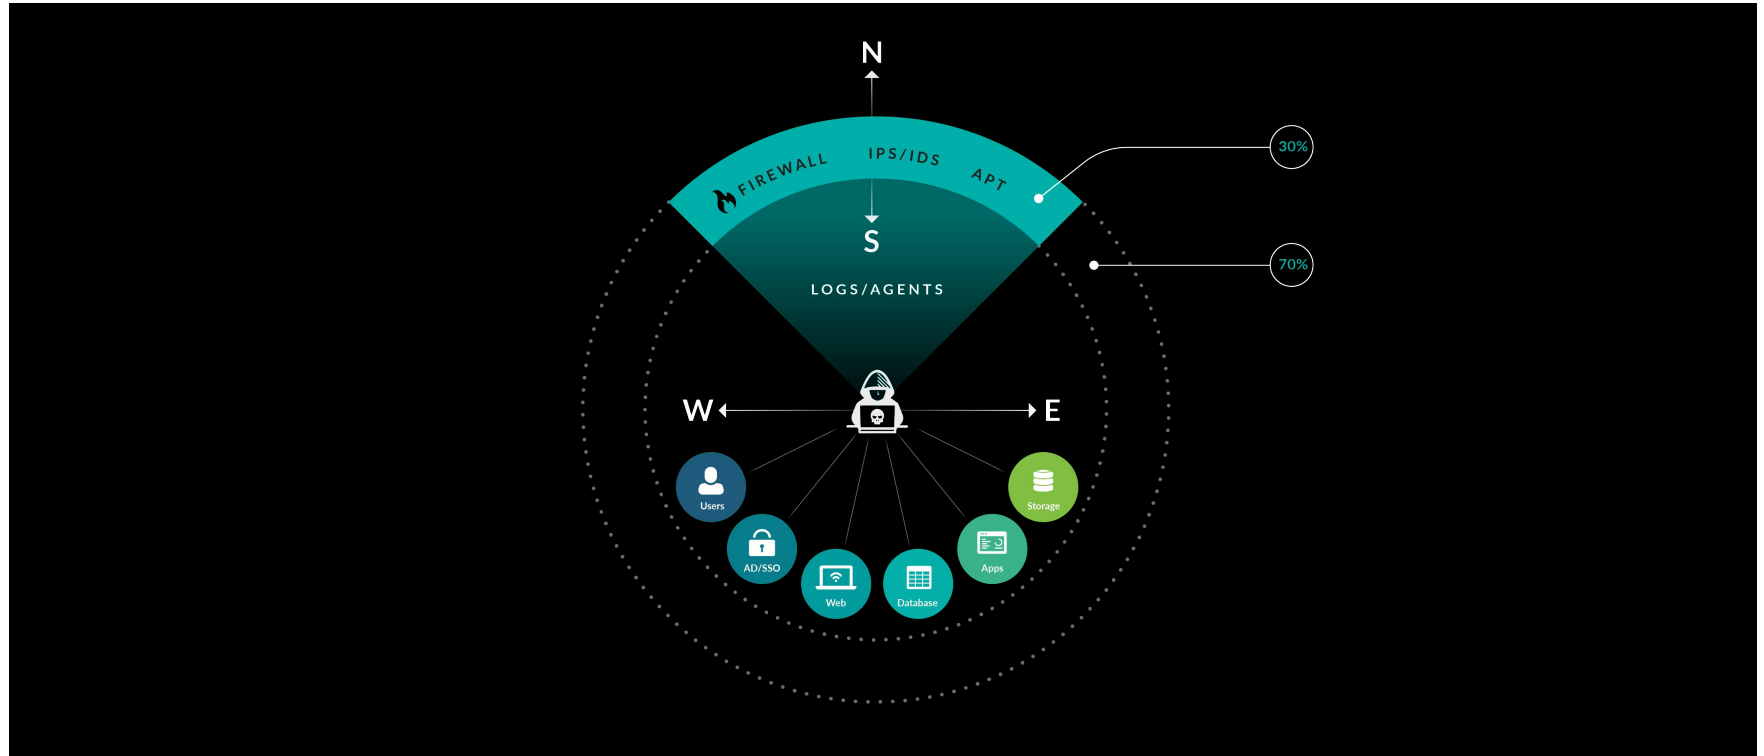 N
FIREWALL
IPS/IDS
APT
30%
S
70%
LOGS/AGENTS
W
E
Users
Storage
AD/SSO
Apps
Web
Database